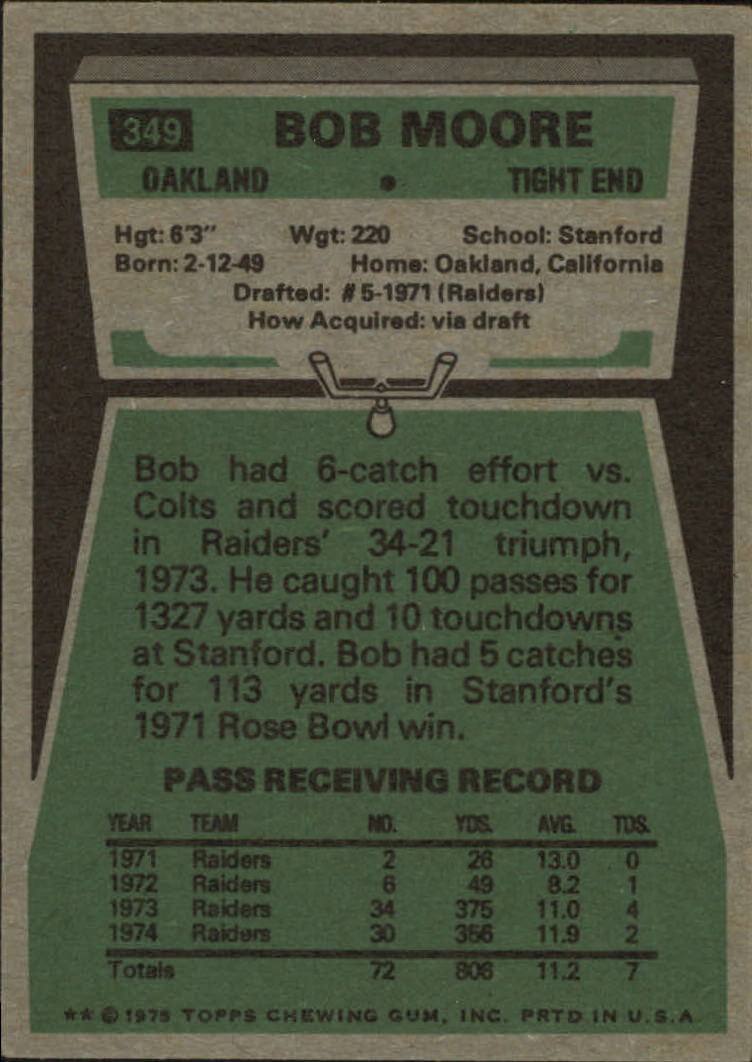 349 BOB MOORE
OAKLAND • TIGHT END
Hgt: 6'3" Wgt: 220 School: Stanford
Born: 2-12-49 Home: Oakland, California
Drafted: #5-1971 (Raiders)
How Acquired: via draft
Bob had 6-catch effort vs.
Colts and scored touchdown
in Raiders' 34-21 triumph,
1973. He caught 100 passes for
1327 yards and 10 touchdowns
at Stanford. Bob had 5 catches
for 113 yards in Stanford's
1971 Rose Bowl win.
PASS RECEIVING RECORD
YEAR TEAM NO. YDS. AVG. TDS.
1971 Raiders 2 26 13.0 0
1972 Raiders 6 49 8.2 1
1973 Raiders 34 375 11.0 4
1974 Raiders 30 356 11.9 2
Totals 72 806 11.2 7
** © 1975 TOPPS CHEWING GUM, INC. PRTD IN U.S.A